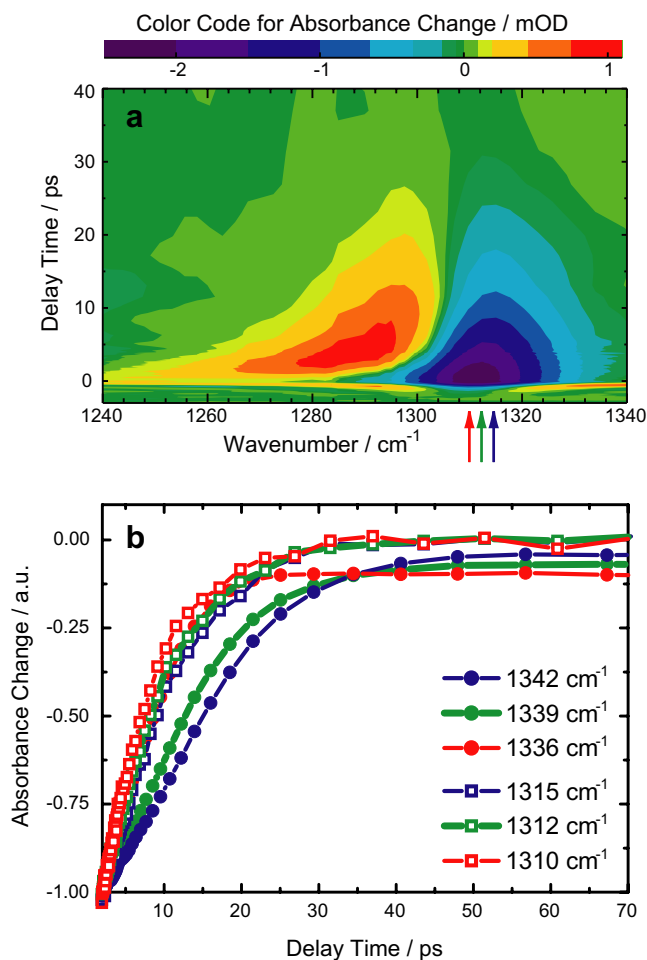 Color Code for Absorbance Change / mOD
-2 -1 0 1
a
40
30
20
10
0
Delay Time / ps
1240 1260 1280 1300 1320 1340
Wavenumber / cm⁻¹
b
0.00
-0.25
-0.50
-0.75
-1.00
Absorbance Change / a.u.
1342 cm⁻¹
1339 cm⁻¹
1336 cm⁻¹
1315 cm⁻¹
1312 cm⁻¹
1310 cm⁻¹
10 20 30 40 50 60 70
Delay Time / ps